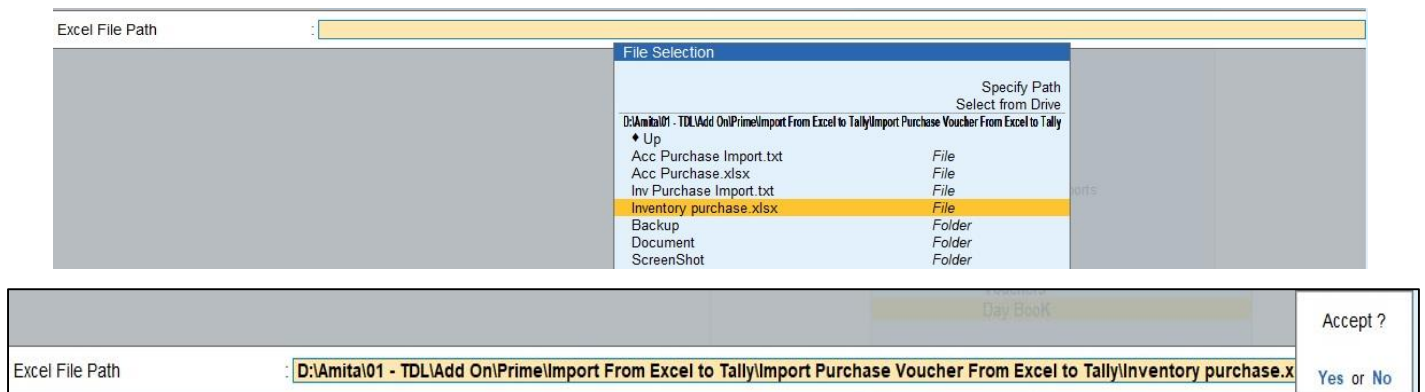 Excel File Path :
File Selection
Specify Path
Select from Drive
D:\Amita\01 - TDL\Add On\Prime\Import From Excel to Tally\Import Purchase Voucher From Excel to Tally
♦ Up
Acc Purchase Import.txt File
Acc Purchase.xlsx File
Inv Purchase Import.txt File
Inventory purchase.xlsx File
Backup Folder
Document Folder
ScreenShot Folder
Day BooK
Accept ?
Excel File Path : D:\Amita\01 - TDL\Add On\Prime\Import From Excel to Tally\Import Purchase Voucher From Excel to Tally\Inventory purchase.x
Yes or No